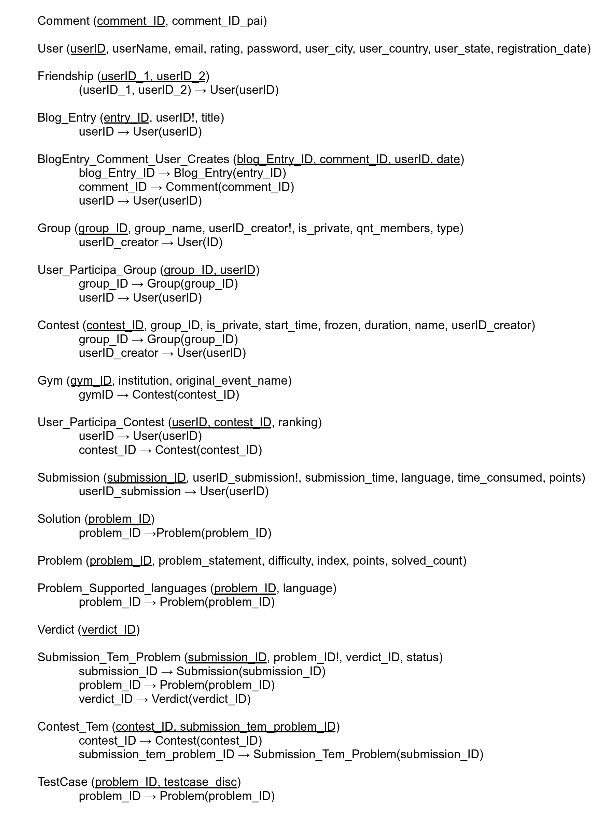 Comment (comment_ID, comment_ID_pai)
User (userID, userName, email, rating, password, user_city, user_country, user_state, registration_date)
Friendship (userID_1, userID_2)
(userID_1, userID_2) → User(userID)
Blog_Entry (entry_ID, userID!, title)
userID → User(userID)
BlogEntry_Comment_User_Creates (blog_Entry_ID, comment_ID, userID, date)
blog_Entry_ID → Blog_Entry(entry_ID)
comment_ID → Comment(comment_ID)
userID → User(userID)
Group (group_ID, group_name, userID_creator!, is_private, qnt_members, type)
userID_creator → User(ID)
User_Participa_Group (group_ID, userID)
group_ID → Group(group_ID)
userID → User(userID)
Contest (contest_ID, group_ID, is_private, start_time, frozen, duration, name, userID_creator)
group_ID → Group(group_ID)
userID_creator → User(userID)
Gym (gym_ID, institution, original_event_name)
gymID → Contest(contest_ID)
User_Participa_Contest (userID, contest_ID, ranking)
userID → User(userID)
contest_ID → Contest(contest_ID)
Submission (submission_ID, userID_submission!, submission_time, language, time_consumed, points)
userID_submission → User(userID)
Solution (problem_ID)
problem_ID →Problem(problem_ID)
Problem (problem_ID, problem_statement, difficulty, index, points, solved_count)
Problem_Supported_languages (problem_ID, language)
problem_ID → Problem(problem_ID)
Verdict (verdict_ID)
Submission_Tem_Problem (submission_ID, problem_ID!, verdict_ID, status)
submission_ID → Submission(submission_ID)
problem_ID → Problem(problem_ID)
verdict_ID → Verdict(verdict_ID)
Contest_Tem (contest_ID, submission_tem_problem_ID)
contest_ID → Contest(contest_ID)
submission_tem_problem_ID → Submission_Tem_Problem(submission_ID)
TestCase (problem_ID, testcase_disc)
problem_ID → Problem(problem_ID)